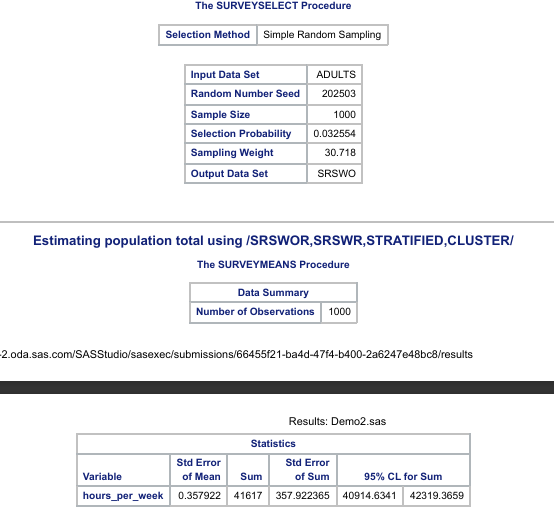 The SURVEYSELECT Procedure
Selection Method Simple Random Sampling
Input Data Set ADULTS
Random Number Seed 202503
Sample Size 1000
Selection Probability 0.032554
Sampling Weight 30.718
Output Data Set SRSWO
Estimating population total using /SRSWOR,SRSWR,STRATIFIED,CLUSTER/
The SURVEYMEANS Procedure
Data Summary
Number of Observations 1000
-2.oda.sas.com/SASStudio/sasexec/submissions/66455f21-ba4d-47f4-b400-2a6247e48bc8/results
Results: Demo2.sas
Statistics
Variable Std Error of Mean Sum Std Error of Sum 95% CL for Sum
hours_per_week 0.357922 41617 357.922365 40914.6341 42319.3659